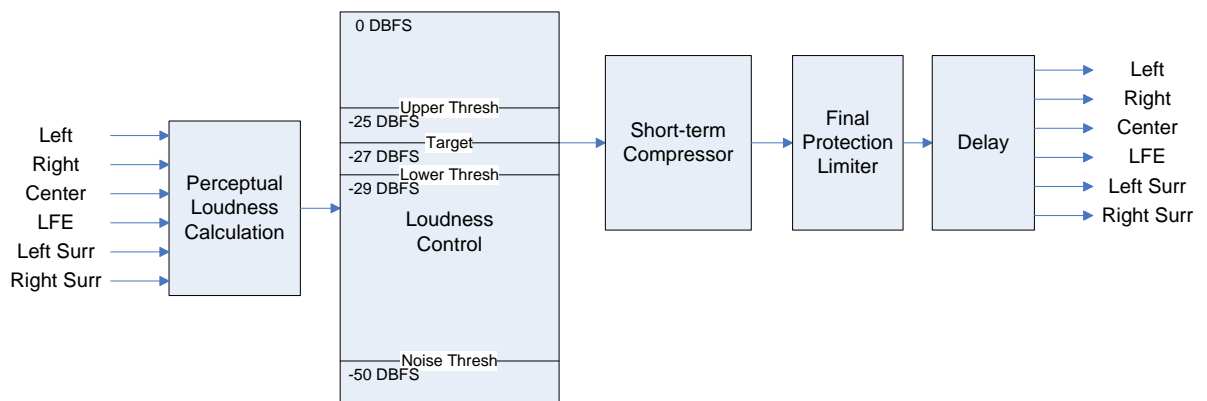 Left
Right
Center
LFE
Left Surr
Right Surr
Perceptual
Loudness
Calculation
0 DBFS
Upper Thresh
-25 DBFS
Target
-27 DBFS
Lower Thresh
-29 DBFS
Loudness
Control
Noise Thresh
-50 DBFS
Short-term
Compressor
Final
Protection
Limiter
Delay
Left
Right
Center
LFE
Left Surr
Right Surr